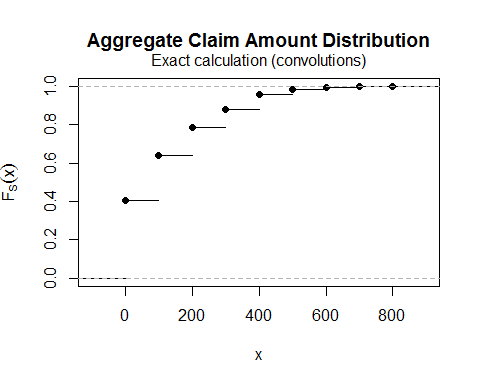 Aggregate Claim Amount Distribution
Exact calculation (convolutions)
F_S(x)
1.0
0.8
0.6
0.4
0.2
0.0
0 200 400 600 800
x